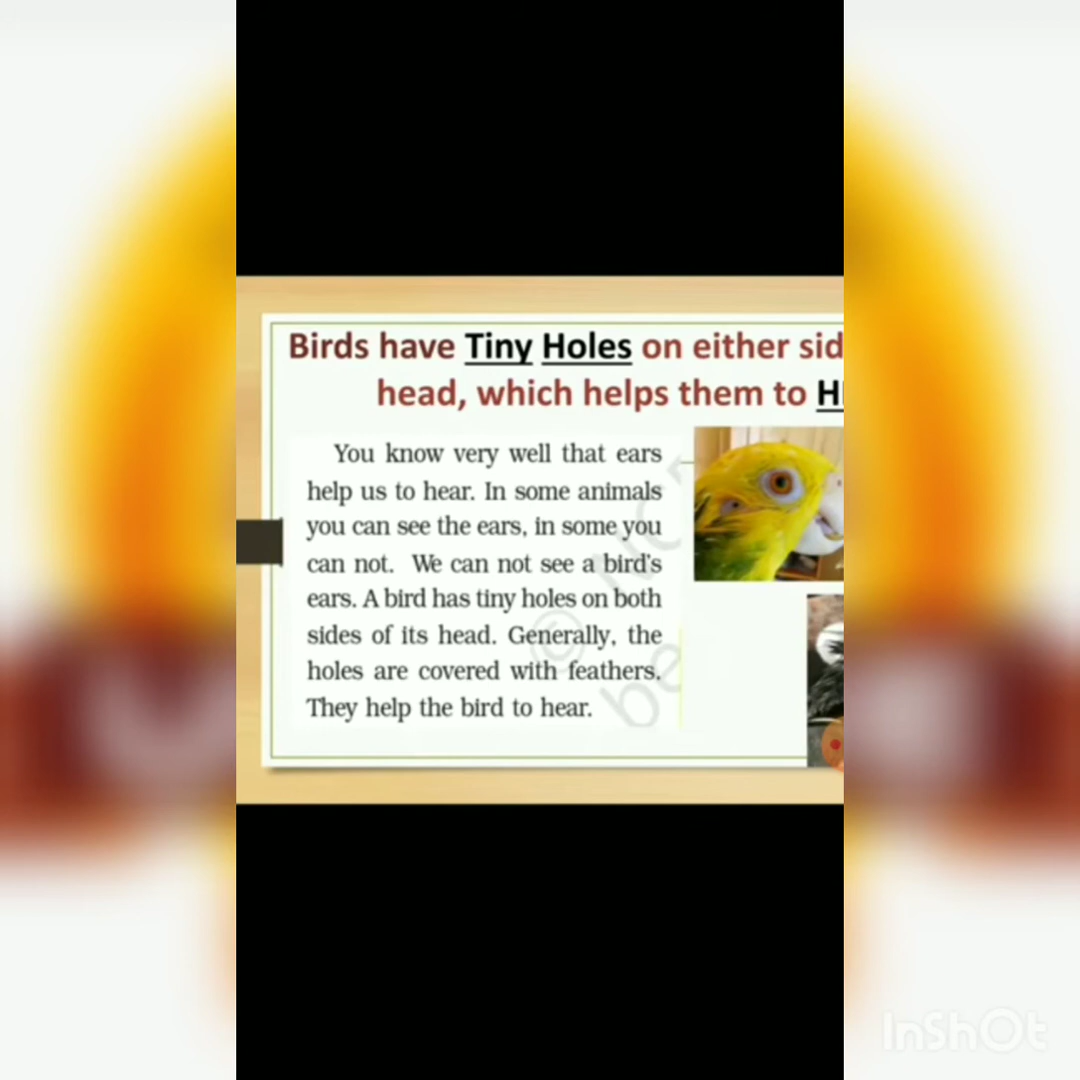 Birds have Tiny Holes on either sid
head, which helps them to H
You know very well that ears
help us to hear. In some animals
you can see the ears, in some you
can not. We can not see a bird's
ears. A bird has tiny holes on both
sides of its head. Generally, the
holes are covered with feathers.
They help the bird to hear.
©
be
InShOt